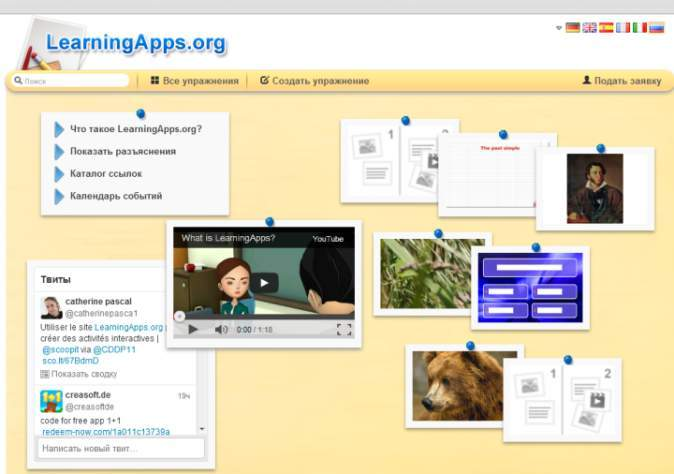 LearningApps.org
Поиск
Все упражнения
Создать упражнение
Подать заявку
Что такое LearningApps.org?
Показать разъяснения
Каталог ссылок
Календарь событий
1 2
The past simple
What is LearningApps? YouTube
0:00 / 1:18
Твиты
catherine pascal
@catherinepasca1
Utiliser le site LearningApps.org
créer des activités interactives |
@scoopit via @CDDP11
sco.lt/67BdmD
Показать сводку
creasoft.de 19ч
@creasoftde
code for free app 1+1
redeem-now.com/1a011c13739a
Написать новый твит...
1 2